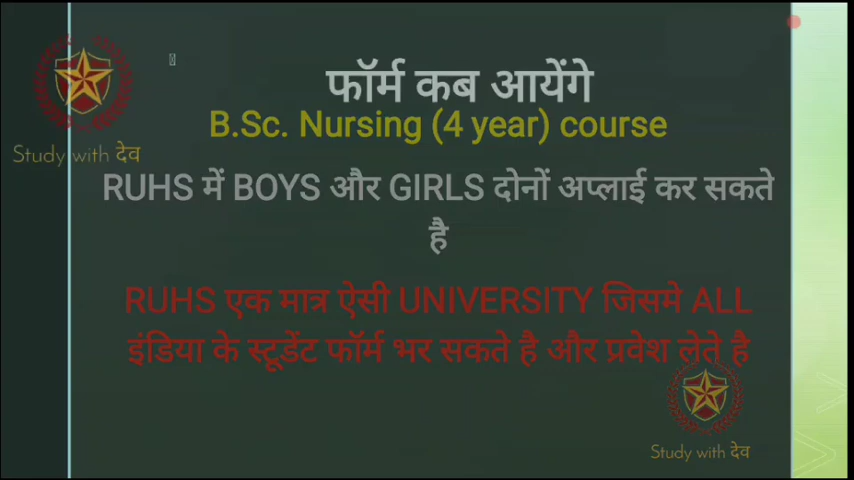 फॉर्म कब आयेंगे
B.Sc. Nursing (4 year) course
Study with देव
RUHS में BOYS और GIRLS दोनों अप्लाई कर सकते
है
RUHS एक मात्र ऐसी UNIVERSITY जिसमे ALL
इंडिया के स्टूडेंट फॉर्म भर सकते है और प्रवेश लेते है
Study with देव